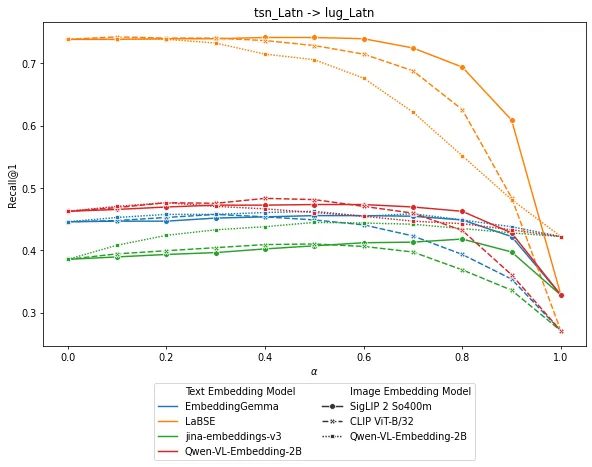 tsn_Latn -> lug_Latn
Recall@1
0.7
0.6
0.5
0.4
0.3
0.0 0.2 0.4 0.6 0.8 1.0
α
Text Embedding Model Image Embedding Model
EmbeddingGemma SigLIP 2 So400m
LaBSE CLIP ViT-B/32
jina-embeddings-v3 Qwen-VL-Embedding-2B
Qwen-VL-Embedding-2B